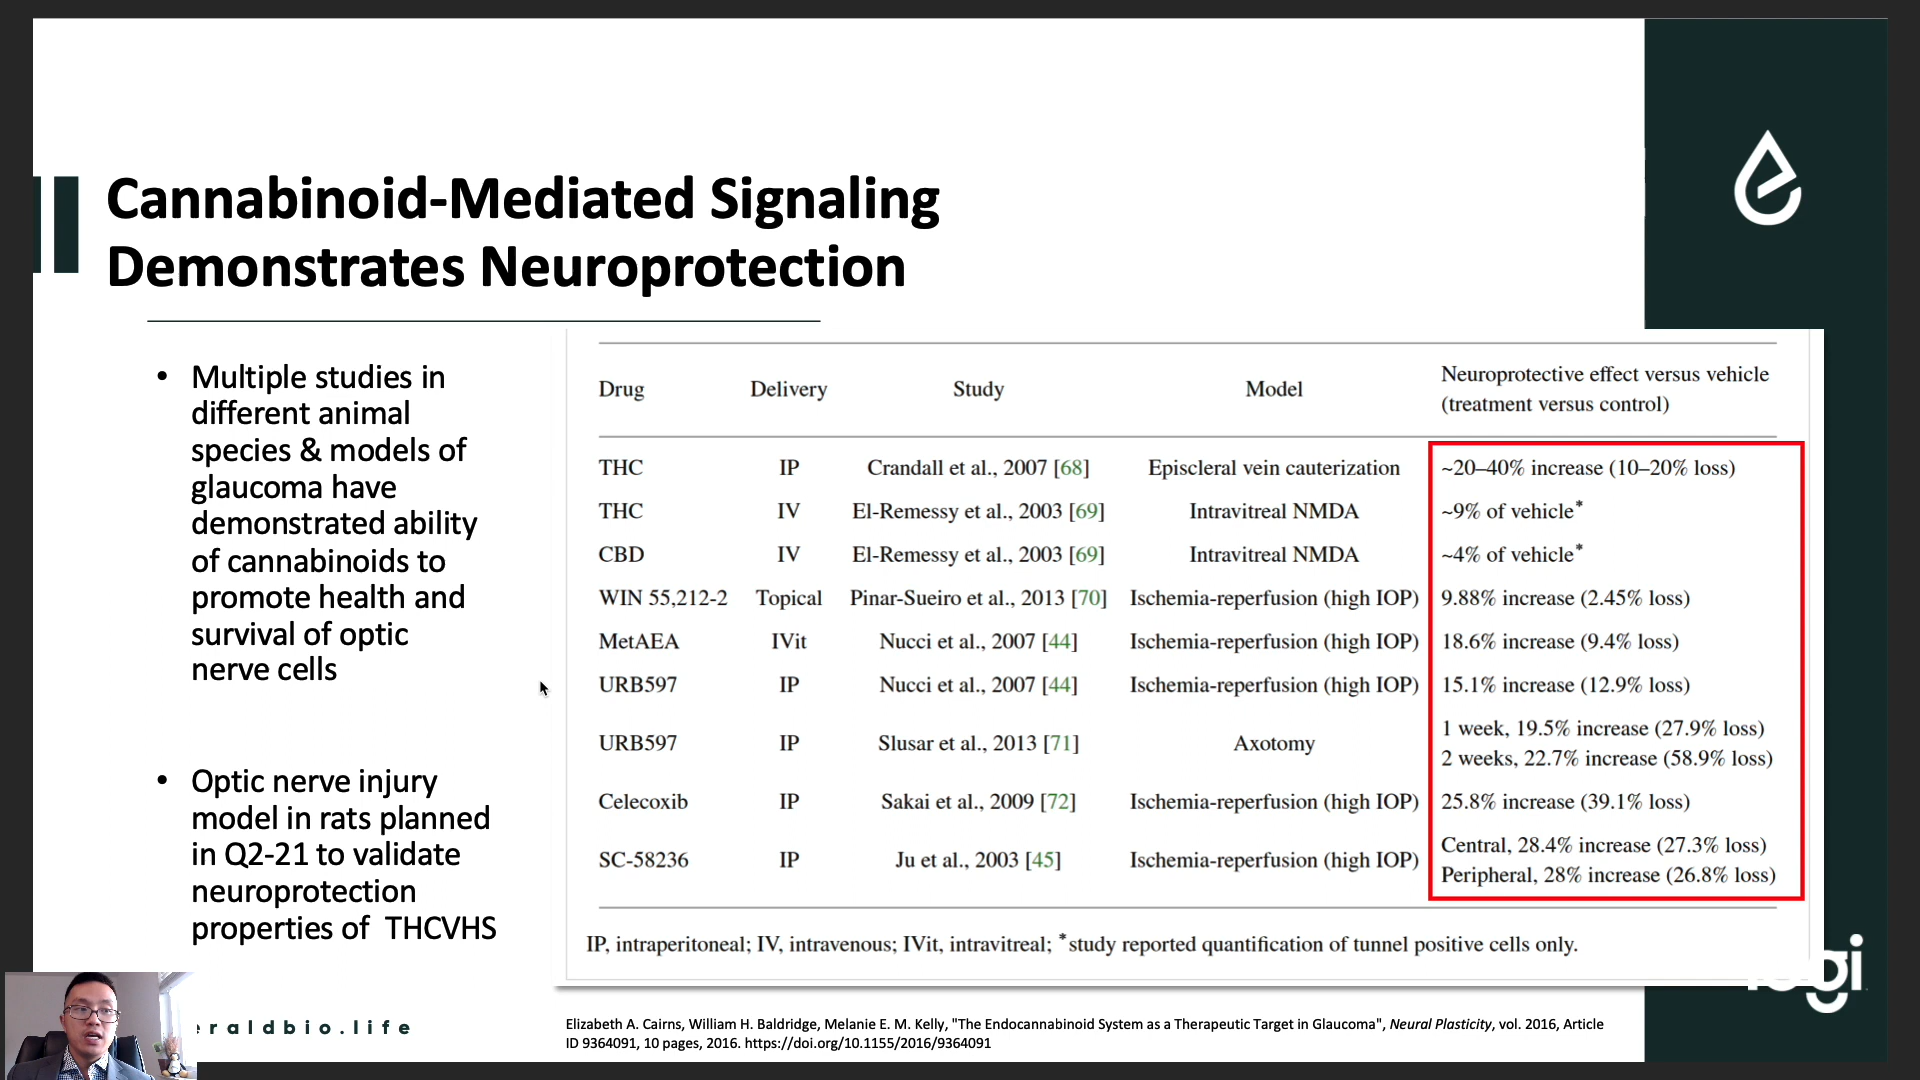 Cannabinoid-Mediated Signaling
Demonstrates Neuroprotection
• Multiple studies in
different animal
species & models of
glaucoma have
demonstrated ability
of cannabinoids to
promote health and
survival of optic
nerve cells
• Optic nerve injury
model in rats planned
in Q2-21 to validate
neuroprotection
properties of THCVHS
Drug Delivery Study Model Neuroprotective effect versus vehicle
(treatment versus control)
THC IP Crandall et al., 2007 [68] Episcleral vein cauterization ~20–40% increase (10–20% loss)
THC IV El-Remessy et al., 2003 [69] Intravitreal NMDA ~9% of vehicle*
CBD IV El-Remessy et al., 2003 [69] Intravitreal NMDA ~4% of vehicle*
WIN 55,212-2 Topical Pinar-Sueiro et al., 2013 [70] Ischemia-reperfusion (high IOP) 9.88% increase (2.45% loss)
MetAEA IVit Nucci et al., 2007 [44] Ischemia-reperfusion (high IOP) 18.6% increase (9.4% loss)
URB597 IP Nucci et al., 2007 [44] Ischemia-reperfusion (high IOP) 15.1% increase (12.9% loss)
URB597 IP Slusar et al., 2013 [71] Axotomy 1 week, 19.5% increase (27.9% loss)
2 weeks, 22.7% increase (58.9% loss)
Celecoxib IP Sakai et al., 2009 [72] Ischemia-reperfusion (high IOP) 25.8% increase (39.1% loss)
SC-58236 IP Ju et al., 2003 [45] Ischemia-reperfusion (high IOP) Central, 28.4% increase (27.3% loss)
Peripheral, 28% increase (26.8% loss)
IP, intraperitoneal; IV, intravenous; IVit, intravitreal; *study reported quantification of tunnel positive cells only.
eraldbio.life
Elizabeth A. Cairns, William H. Baldridge, Melanie E. M. Kelly, "The Endocannabinoid System as a Therapeutic Target in Glaucoma", Neural Plasticity, vol. 2016, Article
ID 9364091, 10 pages, 2016. https://doi.org/10.1155/2016/9364091
logi